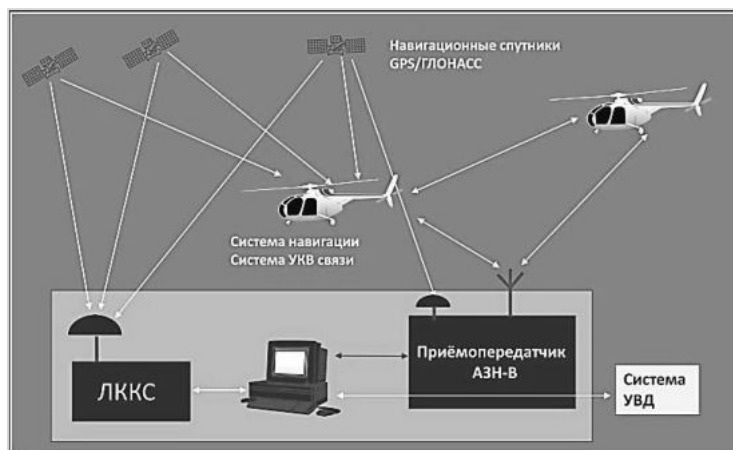 Навигационные спутники
GPS/ГЛОНАСС
Система навигации
Система УКВ связи
ЛККС
Приёмопередатчик
АЗН-В
Система
УВД